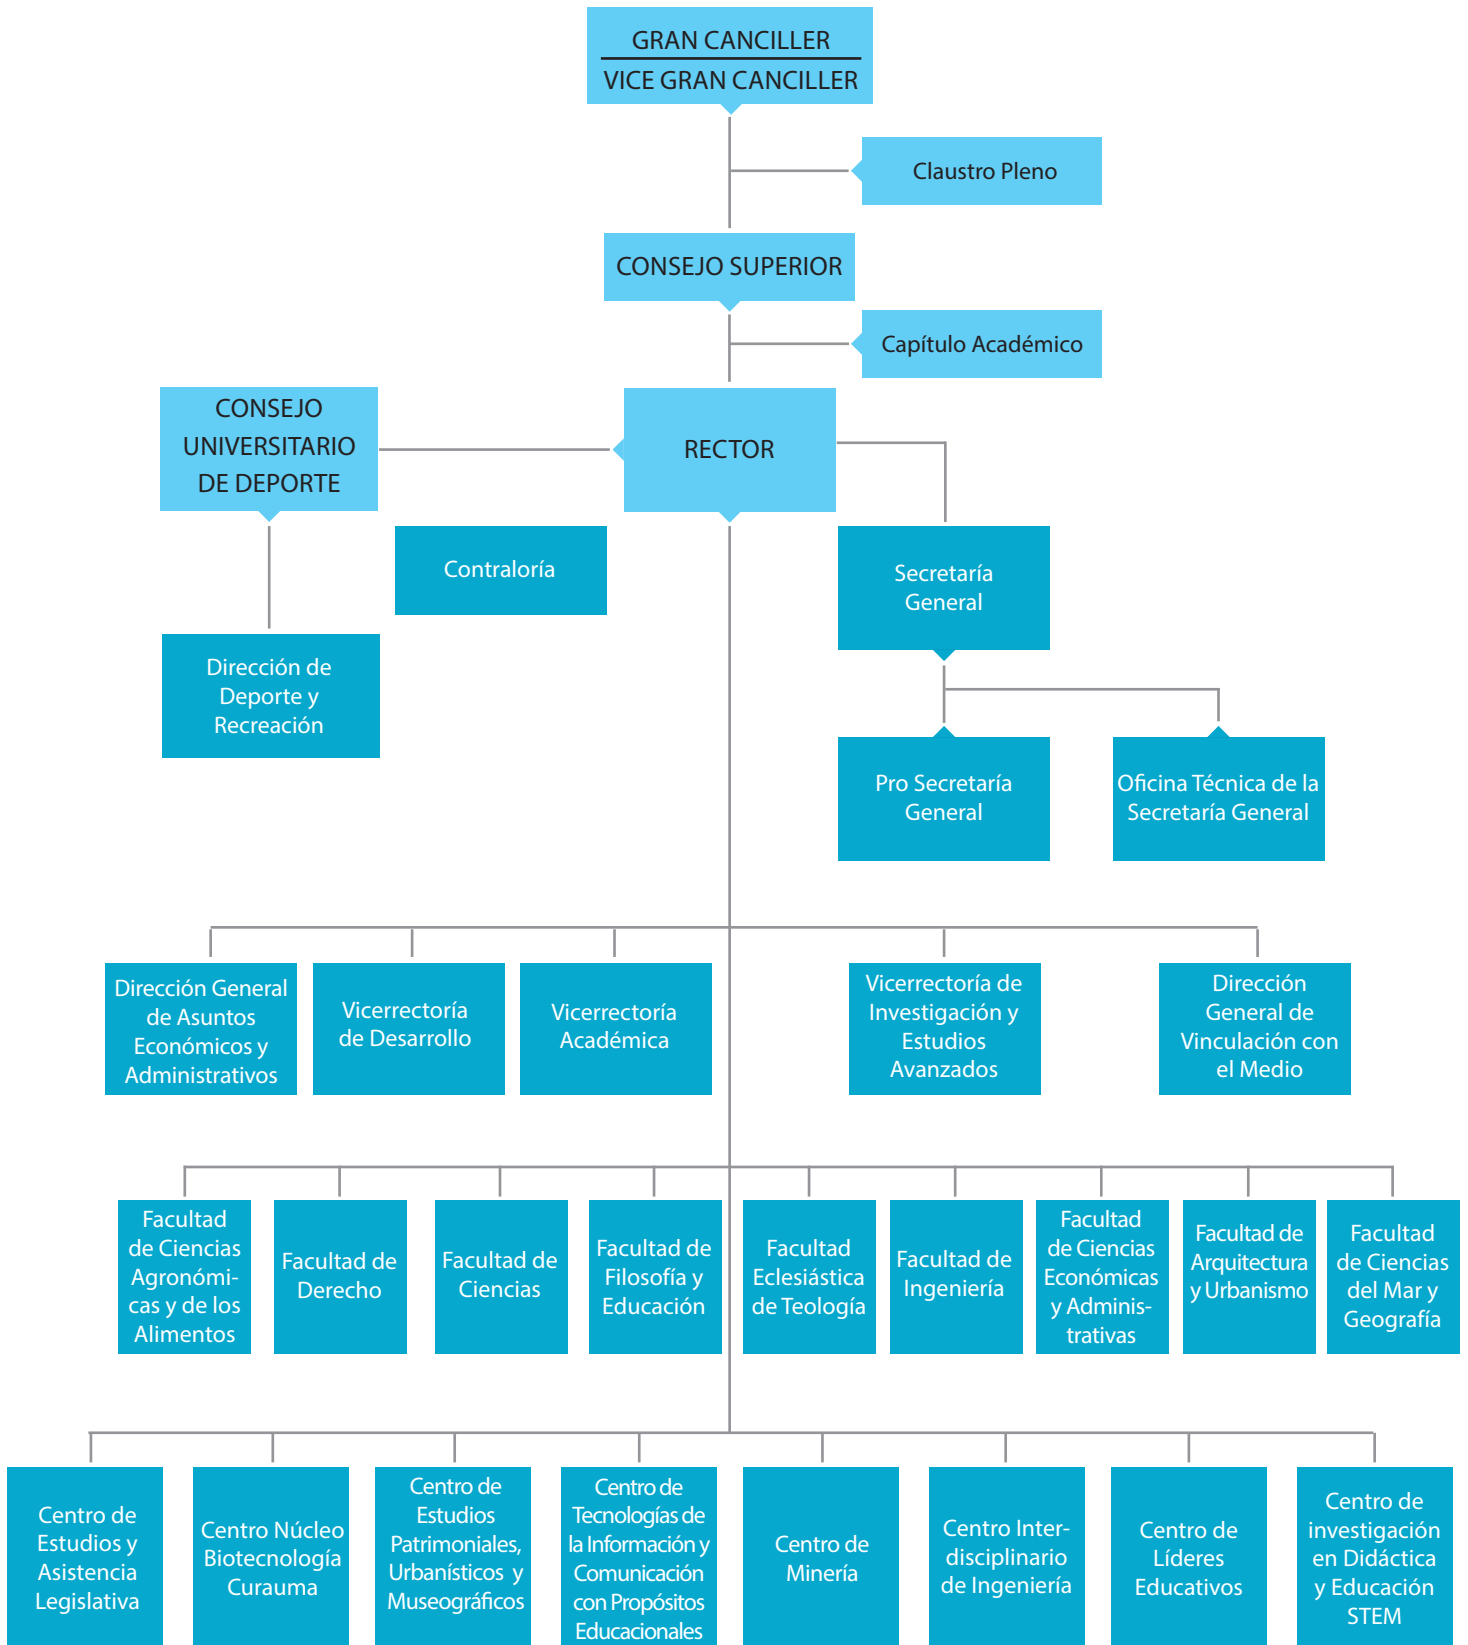 GRAN CANCILLER
VICE GRAN CANCILLER
Claustro Pleno
CONSEJO SUPERIOR
Capítulo Académico
CONSEJO
UNIVERSITARIO
DE DEPORTE
RECTOR
Contraloría
Secretaría
General
Dirección de
Deporte y
Recreación
Pro Secretaría
General
Oficina Técnica de la
Secretaría General
Dirección General
de Asuntos
Económicos y
Administrativos
Vicerrectoría
de Desarrollo
Vicerrectoría
Académica
Vicerrectoría de
Investigación y
Estudios
Avanzados
Dirección
General de
Vinculación con
el Medio
Facultad
de Ciencias
Agronómi-
cas y de los
Alimentos
Facultad de
Derecho
Facultad de
Ciencias
Facultad de
Filosofía y
Educación
Facultad
Eclesiástica
de Teología
Facultad de
Ingeniería
Facultad
de Ciencias
Económicas
y Adminis-
trativas
Facultad de
Arquitectura
y Urbanismo
Facultad
de Ciencias
del Mar y
Geografía
Centro de
Estudios y
Asistencia
Legislativa
Centro Núcleo
Biotecnología
Curauma
Centro de
Estudios
Patrimoniales,
Urbanísticos y
Museográficos
Centro de
Tecnologías de
la Información y
Comunicación
con Propósitos
Educacionales
Centro de
Minería
Centro Inter-
disciplinario
de Ingeniería
Centro de
Líderes
Educativos
Centro de
investigación
en Didáctica
y Educación
STEM